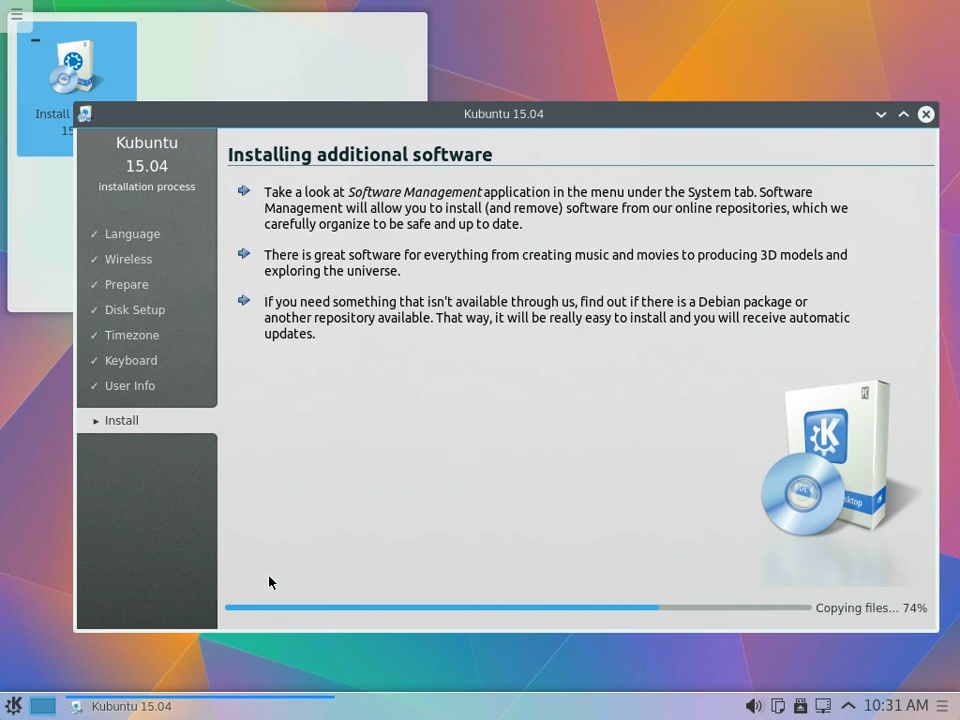 Install
15
Kubuntu 15.04
Kubuntu
15.04
installation process
✓ Language
✓ Wireless
✓ Prepare
✓ Disk Setup
✓ Timezone
✓ Keyboard
✓ User Info
▸ Install
Installing additional software
Take a look at Software Management application in the menu under the System tab. Software
Management will allow you to install (and remove) software from our online repositories, which we
carefully organize to be safe and up to date.
There is great software for everything from creating music and movies to producing 3D models and
exploring the universe.
If you need something that isn't available through us, find out if there is a Debian package or
another repository available. That way, it will be really easy to install and you will receive automatic
updates.
KDE 4
sktop
Copying files... 74%
Kubuntu 15.04
10:31 AM